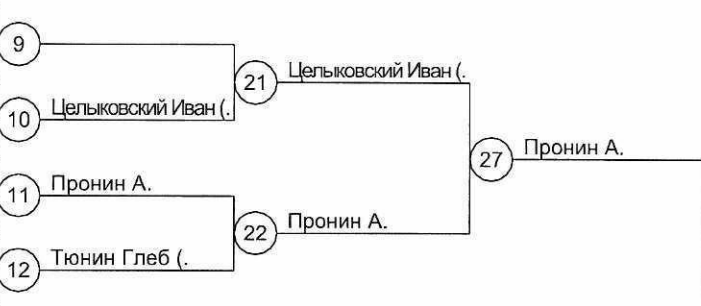 9
21 Целыковский Иван (.
10 Целыковский Иван (.
27 Пронин А.
11 Пронин А.
22 Пронин А.
12 Тюнин Глеб (.